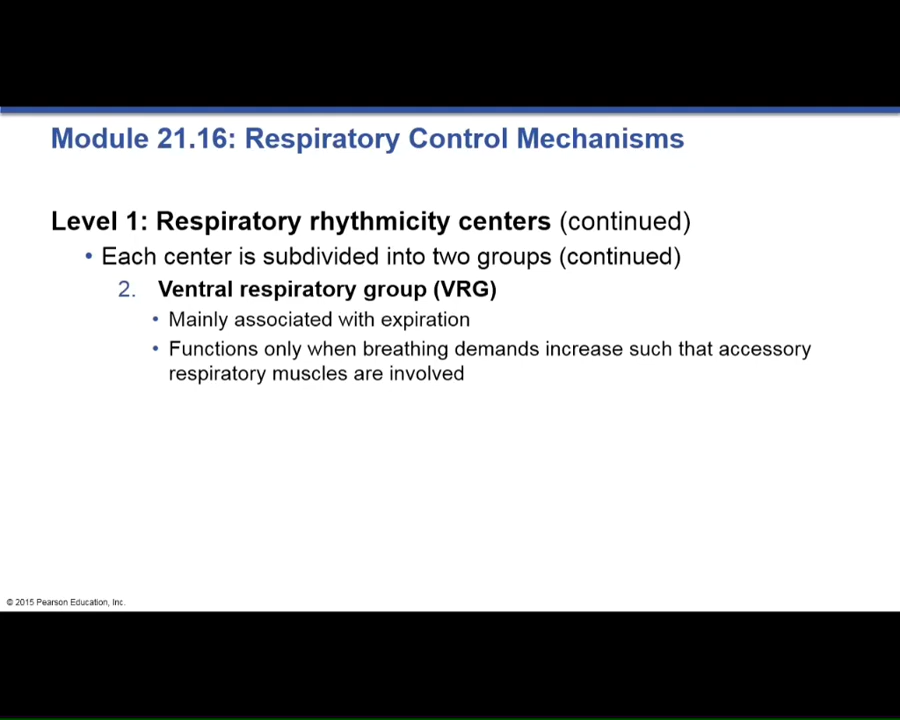 Module 21.16: Respiratory Control Mechanisms
Level 1: Respiratory rhythmicity centers (continued)
• Each center is subdivided into two groups (continued)
2. Ventral respiratory group (VRG)
• Mainly associated with expiration
• Functions only when breathing demands increase such that accessory
respiratory muscles are involved
© 2015 Pearson Education, Inc.